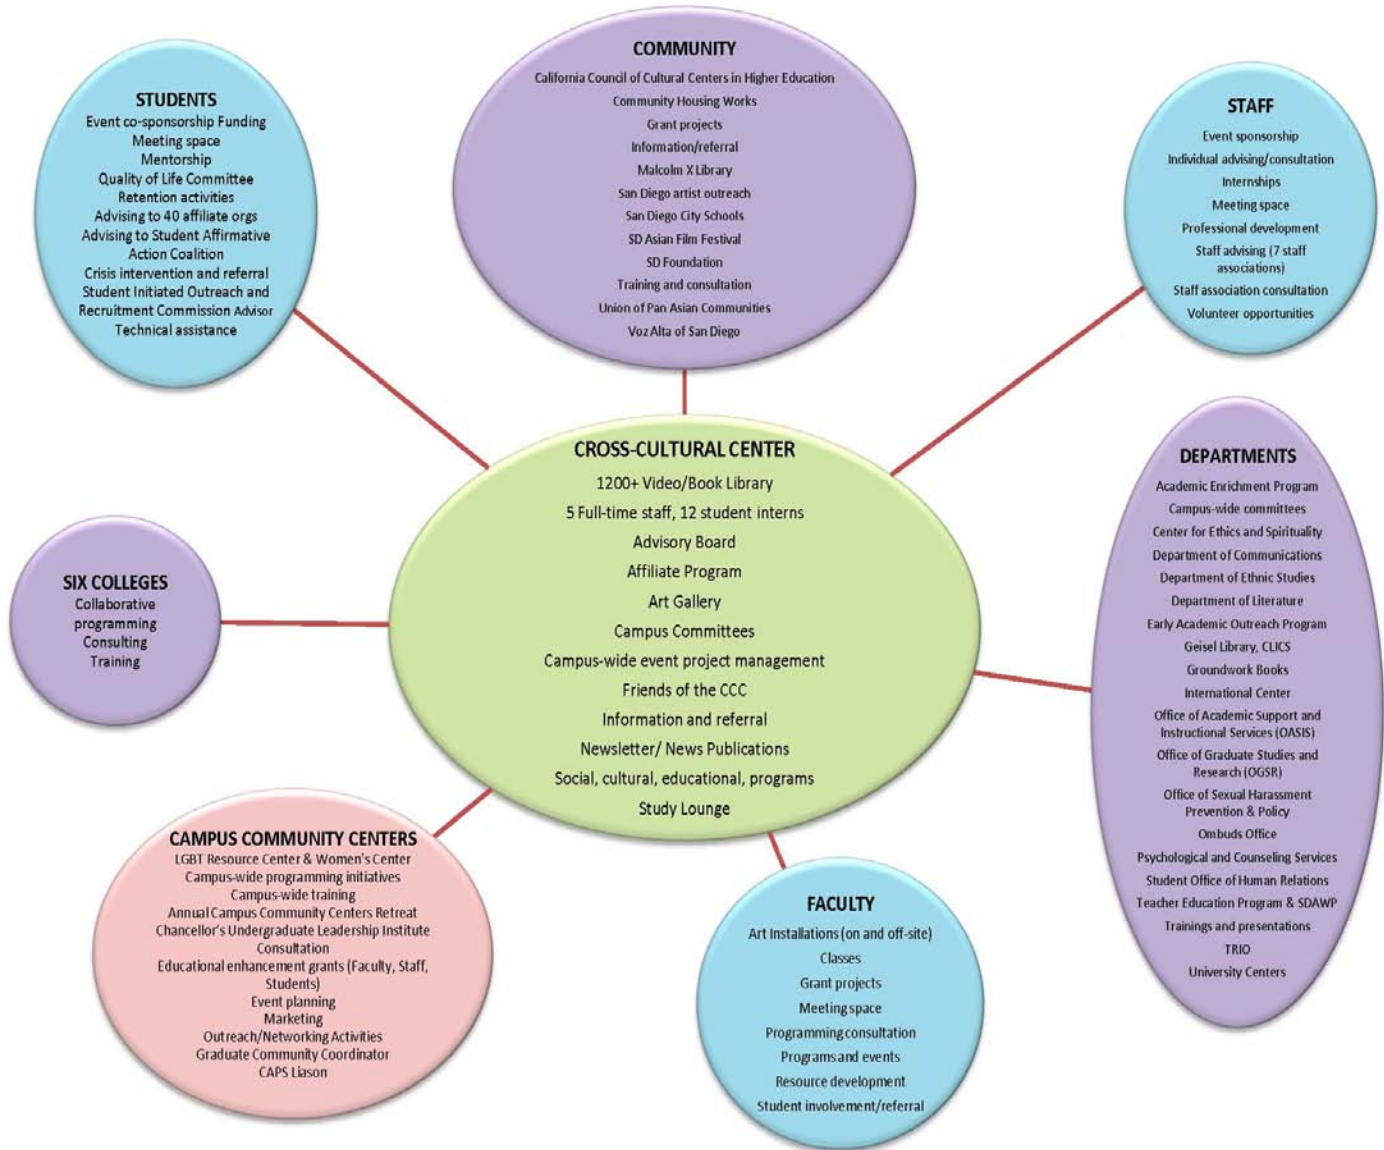 COMMUNITY
California Council of Cultural Centers in Higher Education
Community Housing Works
Grant projects
Information/referral
Malcolm X Library
San Diego artist outreach
San Diego City Schools
SD Asian Film Festival
SD Foundation
Training and consultation
Union of Pan Asian Communities
Voz Alta of San Diego
STUDENTS
Event co-sponsorship Funding
Meeting space
Mentorship
Quality of Life Committee
Retention activities
Advising to 40 affiliate orgs
Advising to Student Affirmative
Action Coalition
Crisis intervention and referral
Student Initiated Outreach and
Recruitment Commission Advisor
Technical assistance
STAFF
Event sponsorship
Individual advising/consultation
Internships
Meeting space
Professional development
Staff advising (7 staff
associations)
Staff association consultation
Volunteer opportunities
CROSS-CULTURAL CENTER
1200+ Video/Book Library
5 Full-time staff, 12 student interns
Advisory Board
Affiliate Program
Art Gallery
Campus Committees
Campus-wide event project management
Friends of the CCC
Information and referral
Newsletter/ News Publications
Social, cultural, educational, programs
Study Lounge
DEPARTMENTS
Academic Enrichment Program
Campus-wide committees
Center for Ethics and Spirituality
Department of Communications
Department of Ethnic Studies
Department of Literature
Early Academic Outreach Program
Geisel Library, CLICS
Groundwork Books
International Center
Office of Academic Support and
Instructional Services (OASIS)
Office of Graduate Studies and
Research (OGSR)
Office of Sexual Harassment
Prevention & Policy
Ombuds Office
Psychological and Counseling Services
Student Office of Human Relations
Teacher Education Program & SDAWP
Trainings and presentations
TRIO
University Centers
SIX COLLEGES
Collaborative
programming
Consulting
Training
CAMPUS COMMUNITY CENTERS
LGBT Resource Center & Women's Center
Campus-wide programming initiatives
Campus-wide training
Annual Campus Community Centers Retreat
Chancellor's Undergraduate Leadership Institute
Consultation
Educational enhancement grants (Faculty, Staff,
Students)
Event planning
Marketing
Outreach/Networking Activities
Graduate Community Coordinator
CAPS Liason
FACULTY
Art Installations (on and off-site)
Classes
Grant projects
Meeting space
Programming consultation
Programs and events
Resource development
Student involvement/referral